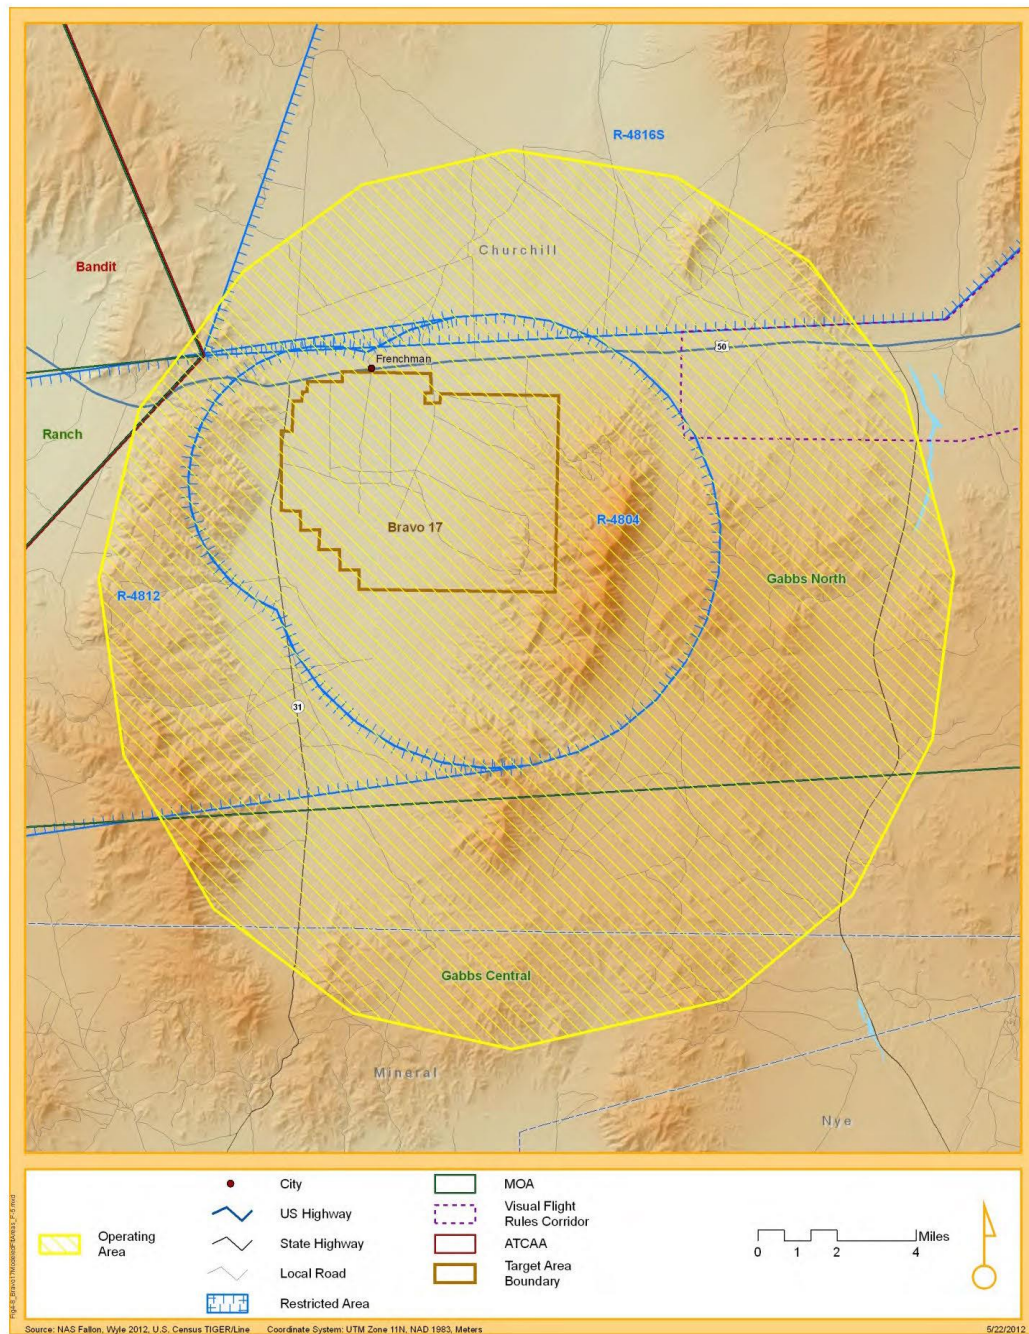 R-4816S
Churchill
Bandit
50
Frenchman
Ranch
Bravo 17
R-4804
Gabbs North
R-4812
31
Gabbs Central
Mineral
Nye
City
US Highway
State Highway
Local Road
Restricted Area
Operating
Area
MOA
Visual Flight
Rules Corridor
ATCAA
Target Area
Boundary
Miles
0 1 2 4
Source: NAS Fallon, Wyle 2012, U.S. Census TIGER/Line Coordinate System: UTM Zone 11N, NAD 1983, Meters
5/22/2012